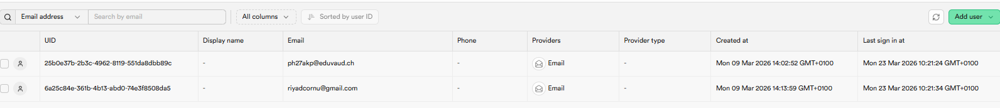 Email address Search by email All columns Sorted by user ID Add user
UID Display name Email Phone Providers Provider type Created at Last sign in at
25b0e37b-2b3c-4962-8119-551da8dbb89c - ph27akp@eduvaud.ch - Email - Mon 09 Mar 2026 14:02:52 GMT+0100 Mon 23 Mar 2026 10:21:24 GMT+0100
6a25c84e-361b-4b13-abd0-74e3f8508da5 - riyadcornu@gmail.com - Email - Mon 09 Mar 2026 14:13:59 GMT+0100 Mon 23 Mar 2026 10:21:34 GMT+0100